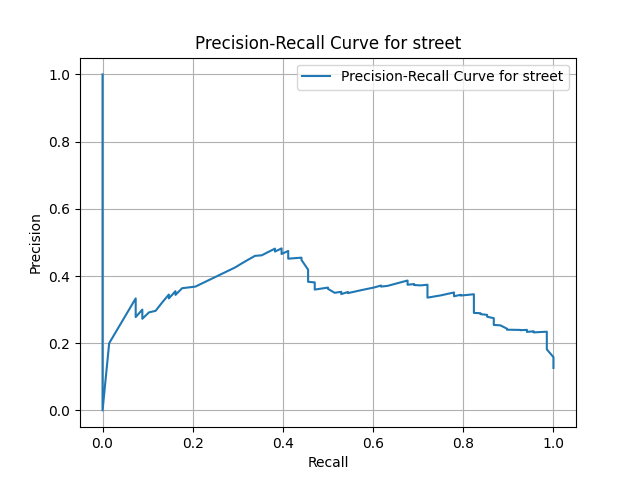 Precision-Recall Curve for street
Precision-Recall Curve for street
1.0
0.8
0.6
0.4
0.2
0.0
Precision
0.0 0.2 0.4 0.6 0.8 1.0
Recall